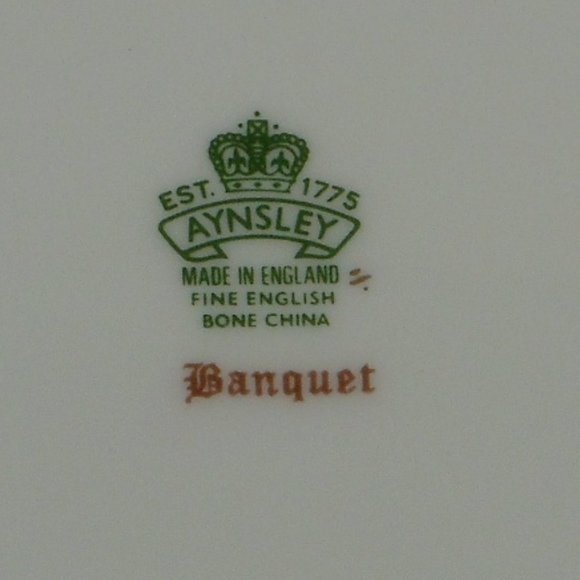 EST. 1775
AYNSLEY
MADE IN ENGLAND
FINE ENGLISH
BONE CHINA
Banquet